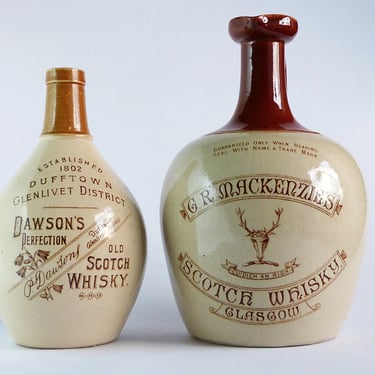 ESTABLISHED
1802
DUFFTOWN
GLENLIVET DISTRICT
DAWSON'S
PERFECTION
P. Dawson
OLD
SCOTCH
WHISKY.
GUARANTEED ONLY WHEN BEARING
SEAL WITH NAME & TRADE MARK
G.R. MACKENZIE'S
SCOTCH WHISKY.
GLASGOW